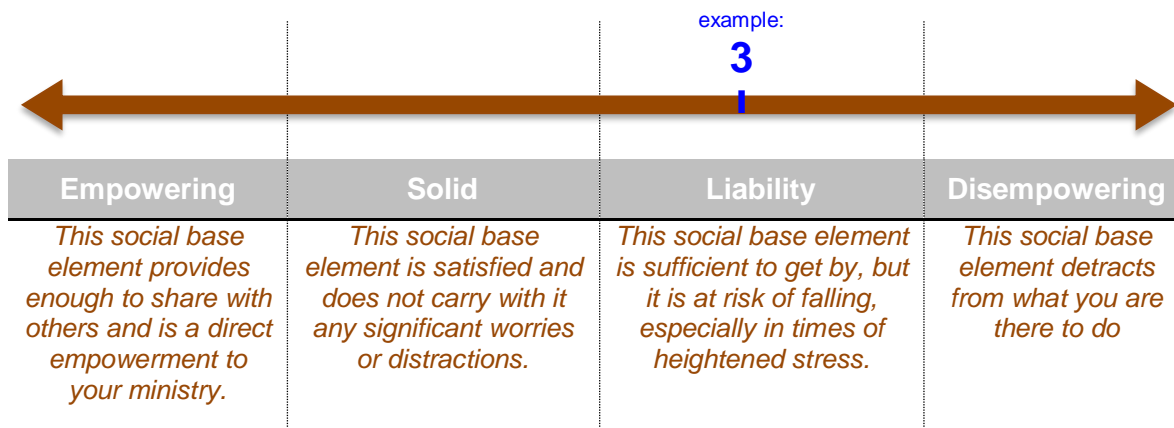 example:
3
Empowering
Solid
Liability
Disempowering
This social base
element provides
enough to share with
others and is a direct
empowerment to
your ministry.
This social base
element is satisfied and
does not carry with it
any significant worries
or distractions.
This social base element
is sufficient to get by, but
it is at risk of falling,
especially in times of
heightened stress.
This social base
element detracts
from what you are
there to do